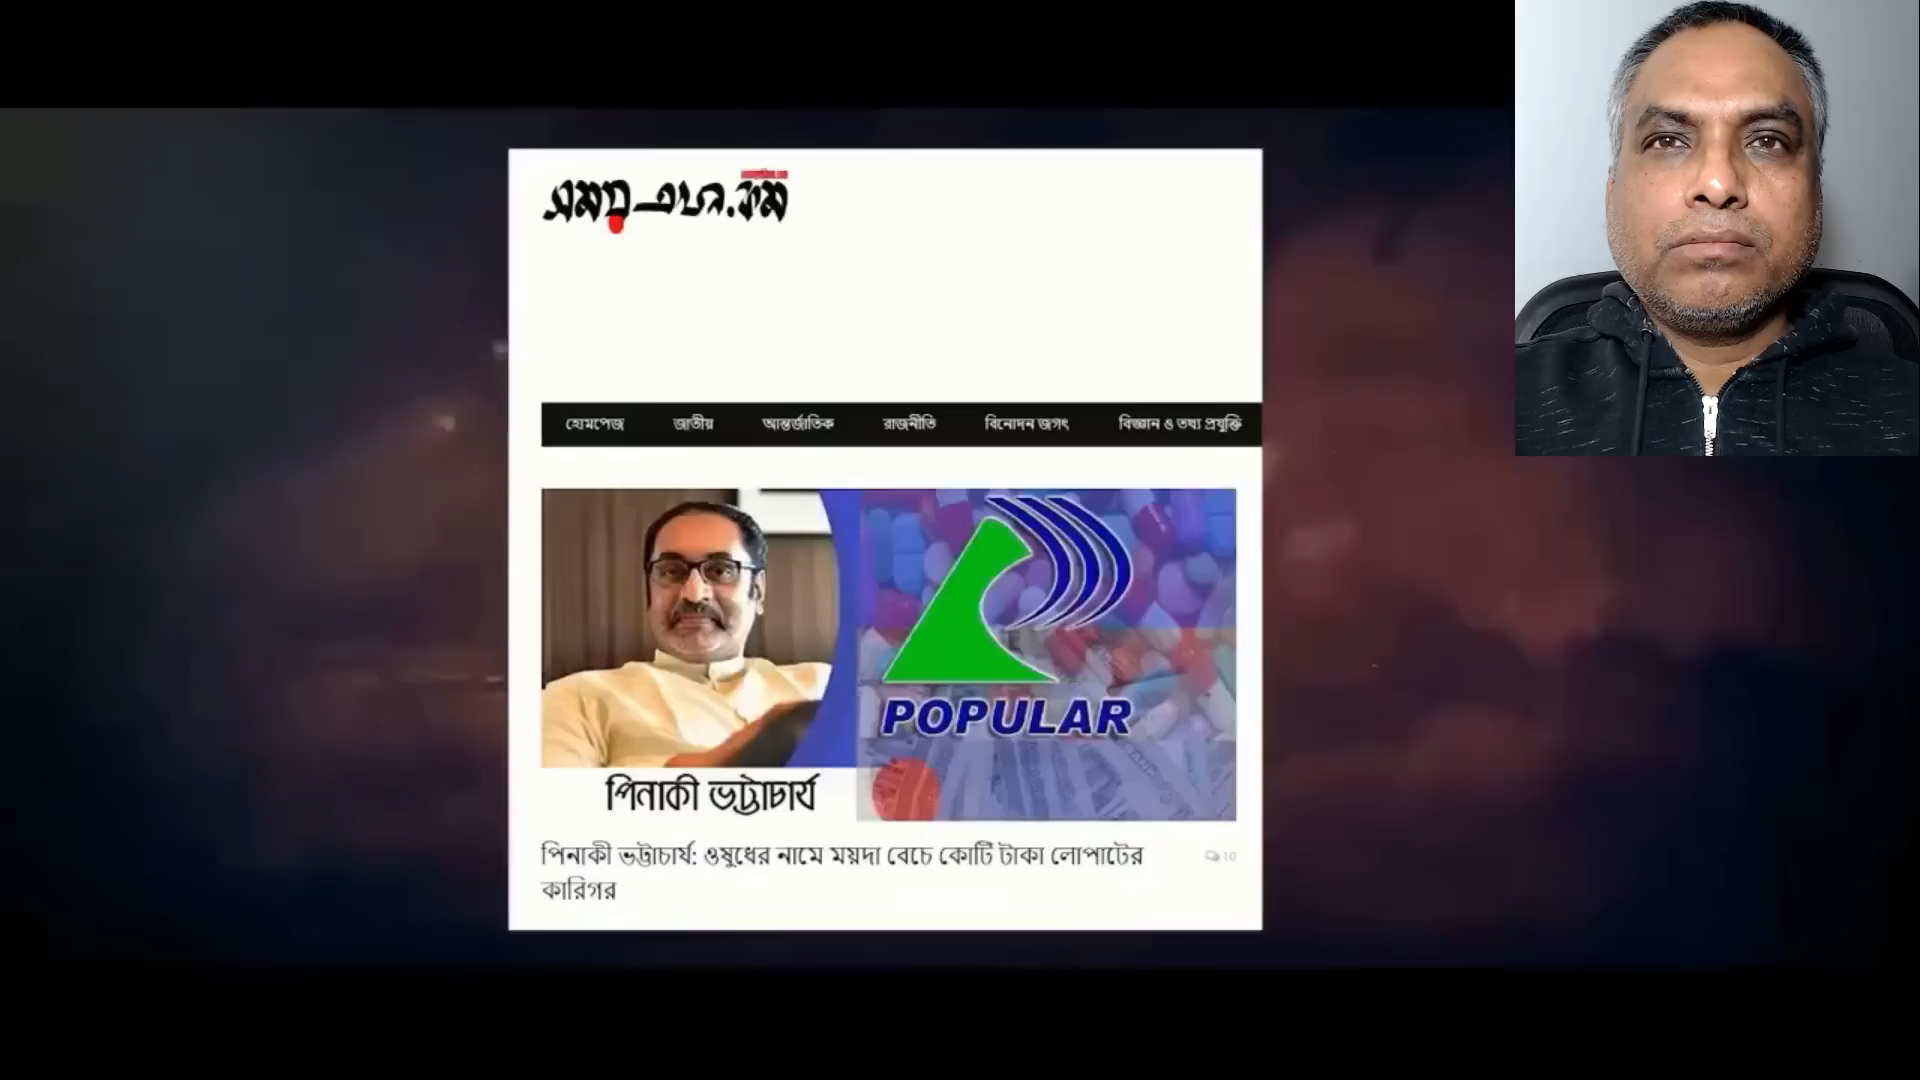 সময় এখন.কম
হোমপেজ জাতীয় আন্তর্জাতিক রাজনীতি বিনোদন জগৎ বিজ্ঞান ও তথ্য প্রযুক্তি
POPULAR
পিনাকী ভট্টাচার্য
পিনাকী ভট্টাচার্য: ওষুধের নামে ময়দা বেচে কোটি টাকা লোপাটের
10
কারিগর